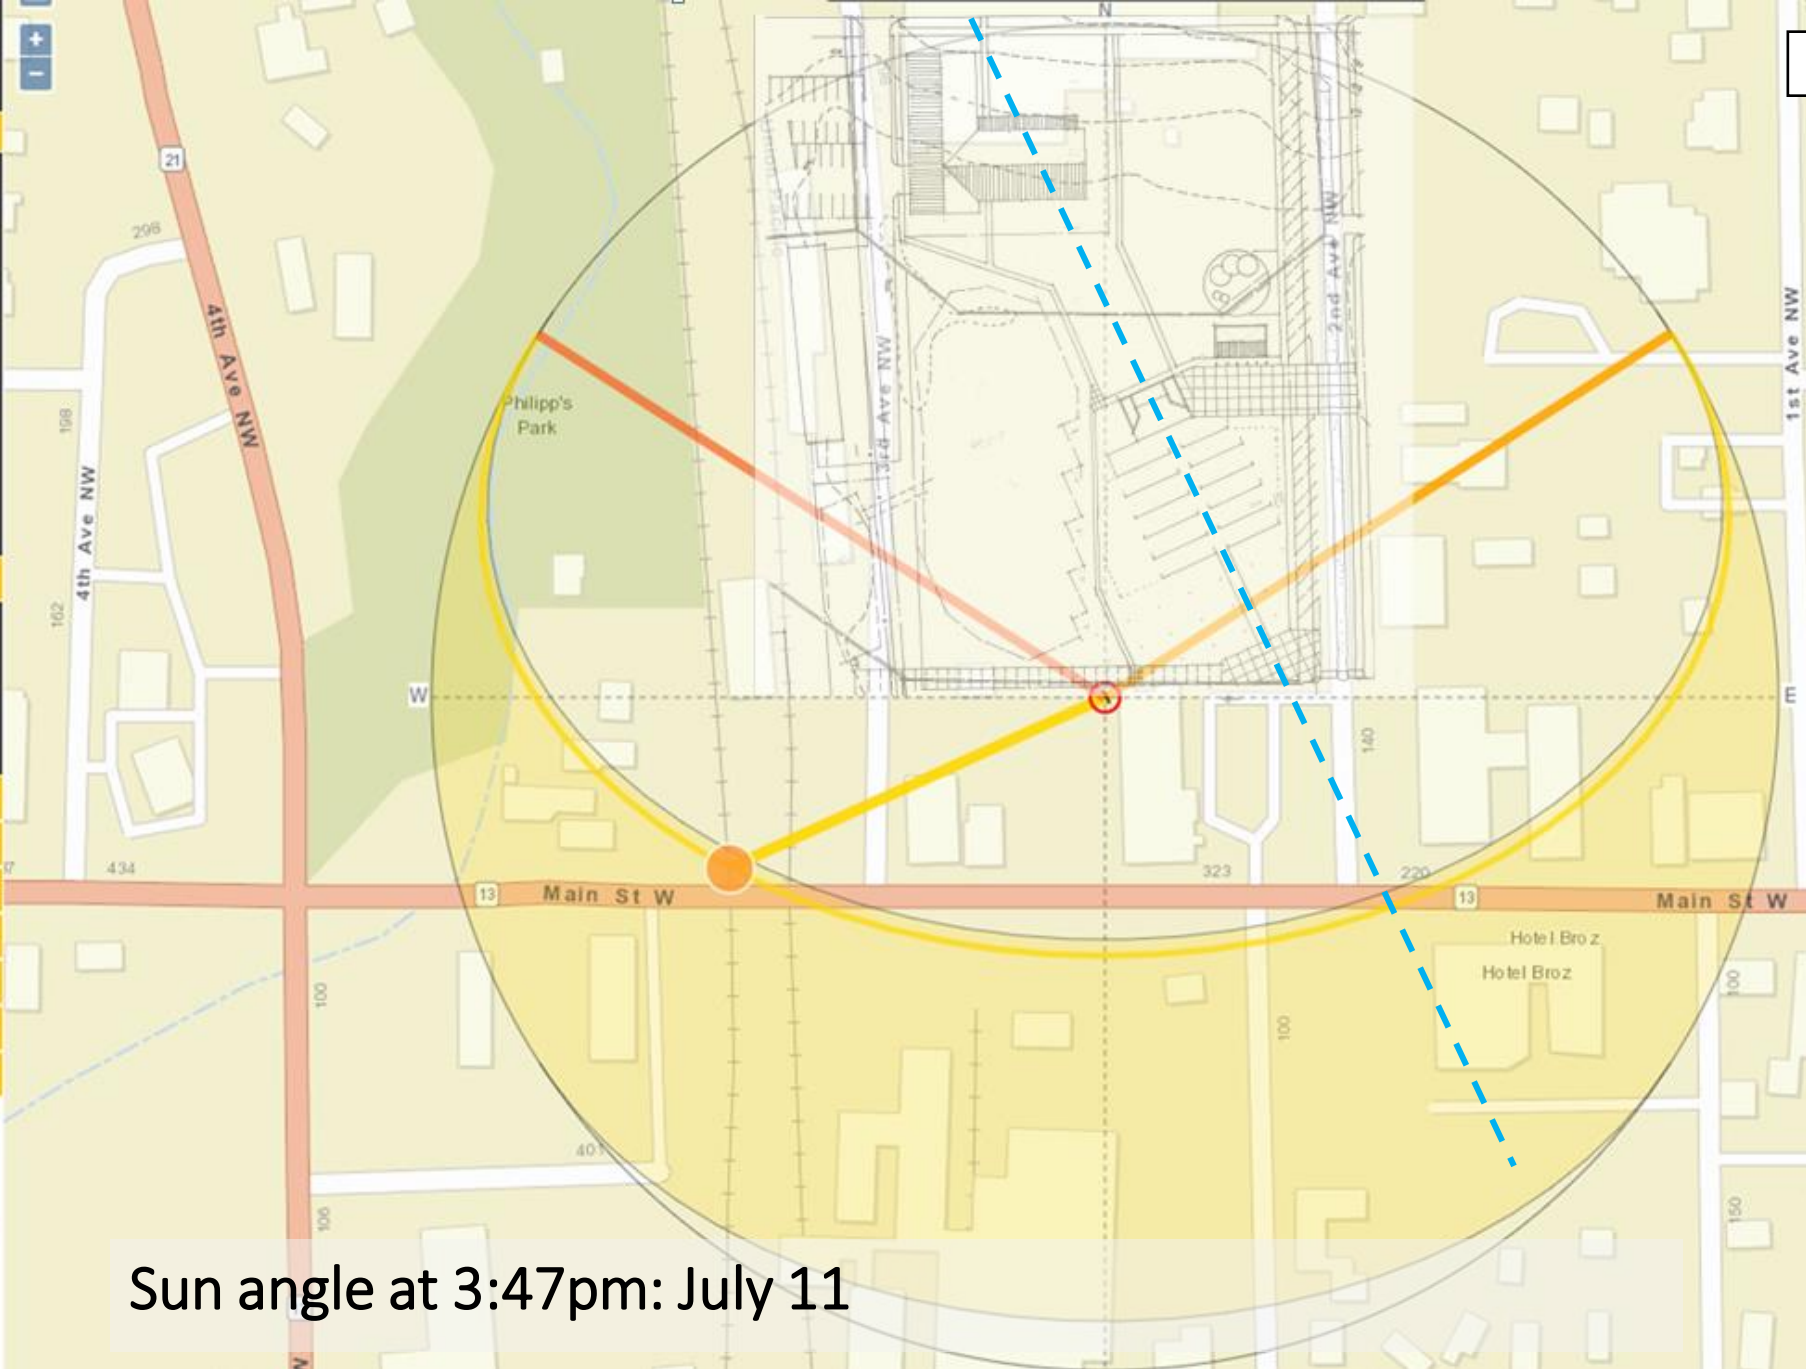 N
21
298
4th Ave NW
2nd Ave NW
1st Ave NW
3rd Ave NW
Philipp's
Park
198
4th Ave NW
162
W
E
140
434
323
220
13
Main St W
13
Main St W
Hotel Broz
Hotel Broz
100
100
100
401
106
150
Sun angle at 3:47pm: July 11